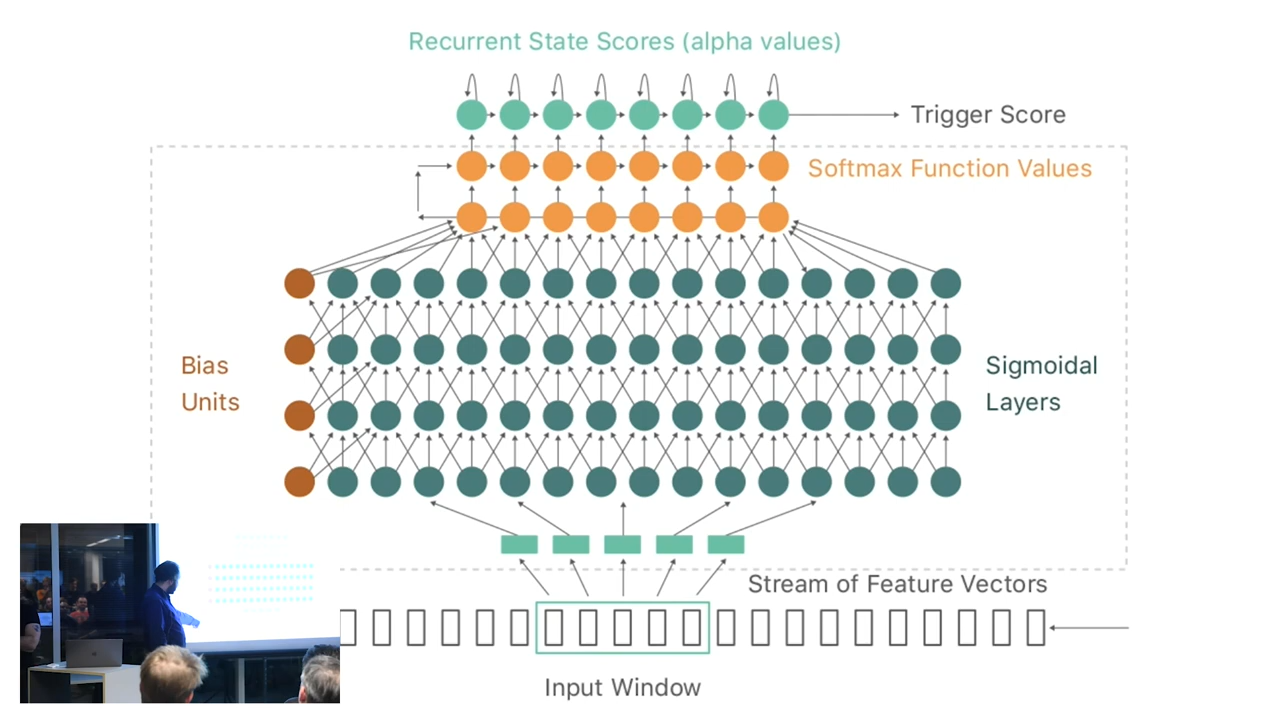 Recurrent State Scores (alpha values)
Trigger Score
Softmax Function Values
Bias
Units
Sigmoidal
Layers
Stream of Feature Vectors
Input Window